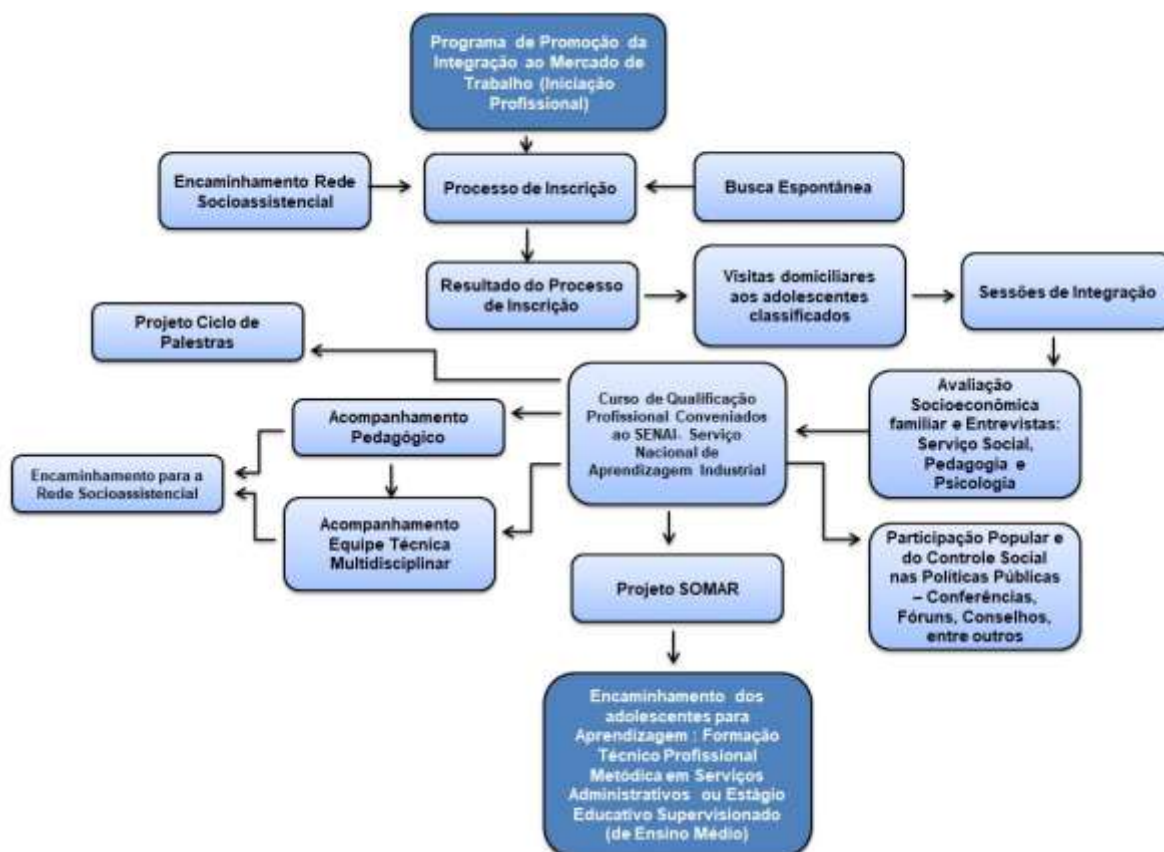 Programa de Promoção da
Integração ao Mercado de
Trabalho (Iniciação
Profissional)
Encaminhamento Rede
Socioassistencial
Processo de Inscrição
Busca Espontânea
Resultado do Processo
de Inscrição
Visitas domiciliares
aos adolescentes
classificados
Sessões de Integração
Projeto Ciclo de
Palestras
Curso de Qualificação
Profissional Conveniados
ao SENAI- Serviço
Nacional de
Aprendizagem Industrial
Avaliação
Socioeconômica
familiar e Entrevistas:
Serviço Social,
Pedagogia e
Psicologia
Acompanhamento
Pedagógico
Encaminhamento para a
Rede Socioassistencial
Acompanhamento
Equipe Técnica
Multidisciplinar
Participação Popular e
do Controle Social
nas Políticas Públicas
– Conferências,
Fóruns, Conselhos,
entre outros
Projeto SOMAR
Encaminhamento dos
adolescentes para
Aprendizagem : Formação
Técnico Profissional
Metódica em Serviços
Administrativos ou Estágio
Educativo Supervisionado
(de Ensino Médio)